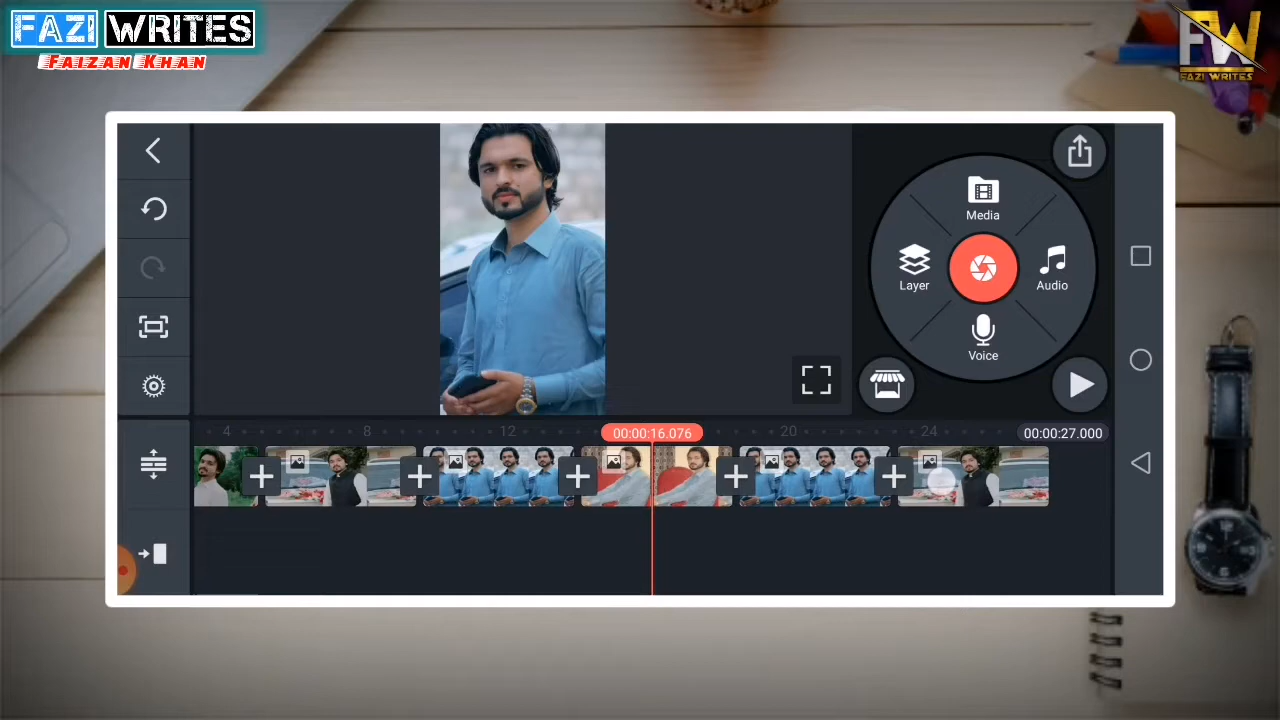 FAZI WRITES
Faizan Khan
FW
FAZI WRITES
Media
Layer
Audio
Voice
4
8
12
00:00:16.076
20
24
00:00:27.000